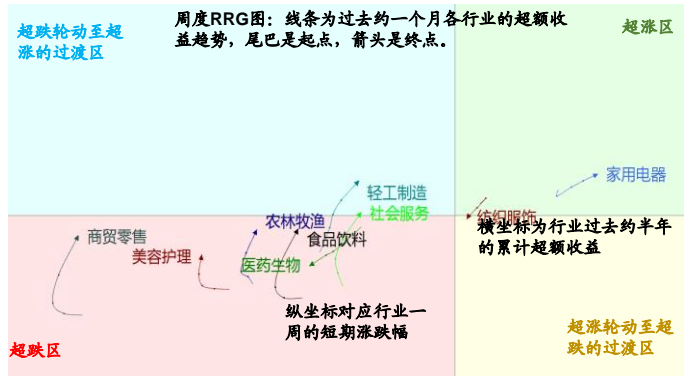 周度RRG图：线条为过去约一个月各行业的超额收
益趋势，尾巴是起点，箭头是终点。
超跌轮动至超
涨的过渡区
超涨区
家用电器
轻工制造
社会服务
纺织服饰
农林牧渔
食品饮料
商贸零售
美容护理
医药生物
横坐标为行业过去约半年
的累计超额收益
纵坐标对应行业一
周的短期涨跌幅
超涨轮动至超
跌的过渡区
超跌区